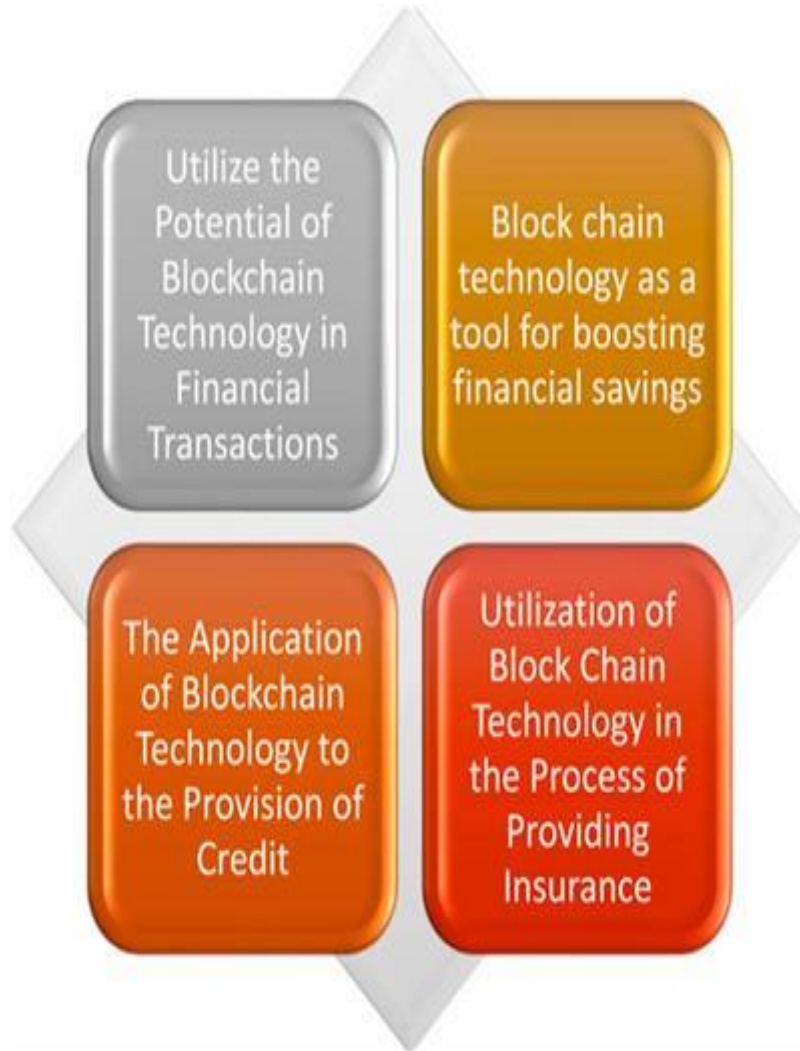 Utilize the
Potential of
Blockchain
Technology in
Financial
Transactions
Block chain
technology as a
tool for boosting
financial savings
The Application
of Blockchain
Technology to
the Provision of
Credit
Utilization of
Block Chain
Technology in
the Process of
Providing
Insurance